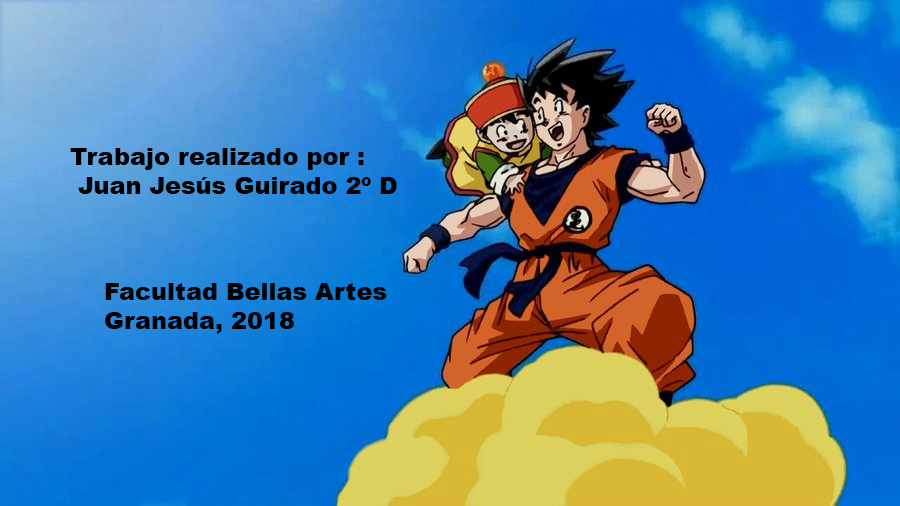 Trabajo realizado por :
Juan Jesús Guirado 2º D
Facultad Bellas Artes
Granada, 2018